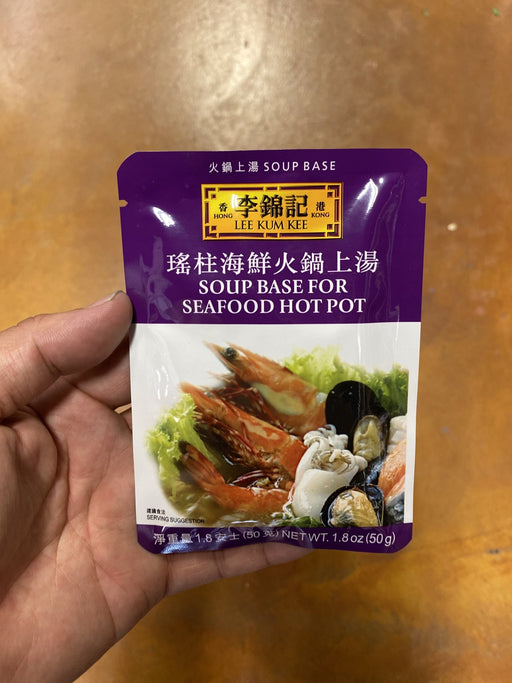 火鍋上湯 SOUP BASE
香 李錦記 港
HONG LEE KUM KEE KONG
瑤柱海鮮火鍋上湯
SOUP BASE FOR
SEAFOOD HOT POT
建議食法
SERVING SUGGESTION
淨重量 1.8 安士 (50 克) NET WT. 1.8 oz (50 g)